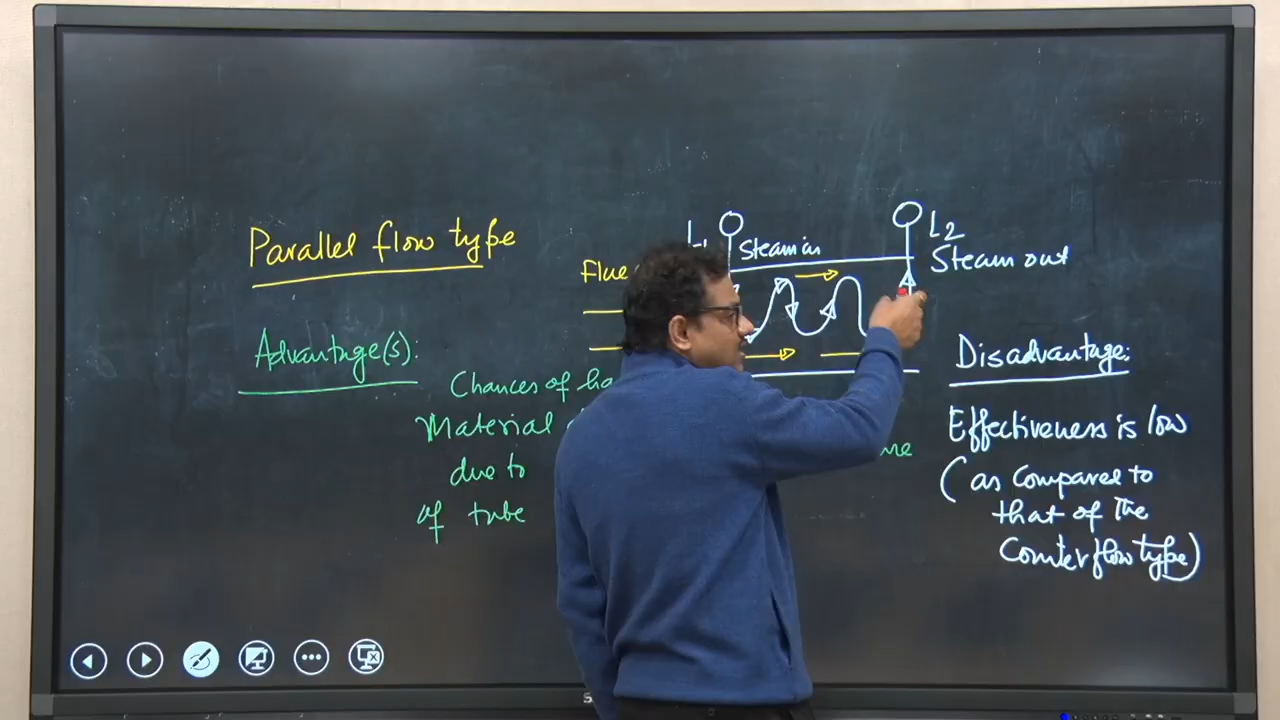 Parallel flow type
Advantage(s):
Chances of
Material
due to
of tube
Flue
Steam in
L2
Steam out
Disadvantage:
Effectiveness is low
(as compared to
that of the
Counterflow type)